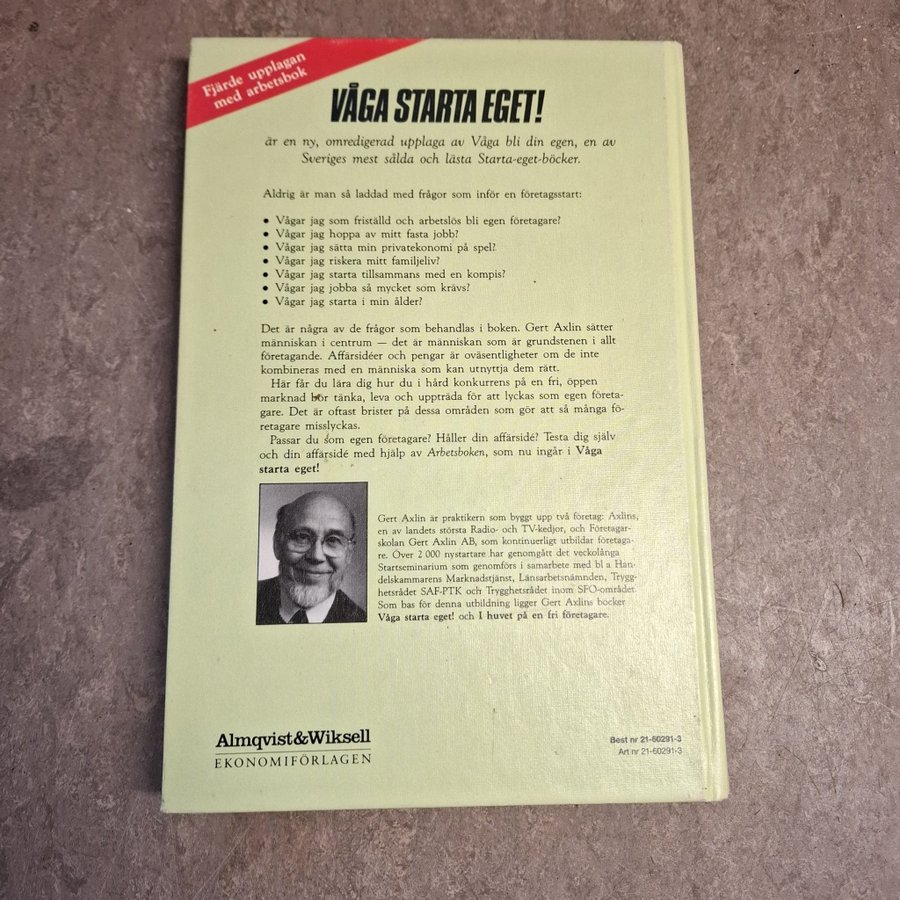 Fjärde upplagan
med arbetsbok
VÅGA STARTA EGET!
är en ny, omredigerad upplaga av Våga bli din egen, en av
Sveriges mest sålda och lästa Starta-eget-böcker.
Aldrig är man så laddad med frågor som inför en företagsstart:
• Vågar jag som friställd och arbetslös bli egen företagare?
• Vågar jag hoppa av mitt fasta jobb?
• Vågar jag sätta min privatekonomi på spel?
• Vågar jag riskera mitt familjeliv?
• Vågar jag starta tillsammans med en kompis?
• Vågar jag jobba så mycket som krävs?
• Vågar jag starta i min ålder?
Det är några av de frågor som behandlas i boken. Gert Axlin sätter
människan i centrum — det är människan som är grundstenen i allt
företagande. Affärsidéer och pengar är oväsentligheter om de inte
kombineras med en människa som kan utnyttja dem rätt.
Här får du lära dig hur du i hård konkurrens på en fri, öppen
marknad bör tänka, leva och uppträda för att lyckas som egen företa-
gare. Det är oftast brister på dessa områden som gör att så många fö-
retagare misslyckas.
Passar du som egen företagare? Håller din affärsidé? Testa dig själv
och din affärsidé med hjälp av Arbetsboken, som nu ingår i Våga
starta eget!
Gert Axlin är praktikern som byggt upp två företag: Axlins,
en av landets största Radio- och TV-kedjor, och Företagar-
skolan Gert Axlin AB, som kontinuerligt utbildar företaga-
re. Över 2 000 nystartare har genomgått det veckolånga
Startseminarium som genomförs i samarbete med bl a Han-
delskammarens Marknadstjänst, Länsarbetsnämnden, Trygg-
hetsrådet SAF-PTK och Trygghetsrådet inom SFO-området.
Som bas för denna utbildning ligger Gert Axlins böcker
Våga starta eget! och I huvet på en fri företagare.
Almqvist&Wiksell
EKONOMIFÖRLAGEN
Best nr 21-60291-3
Art nr 21-60291-3